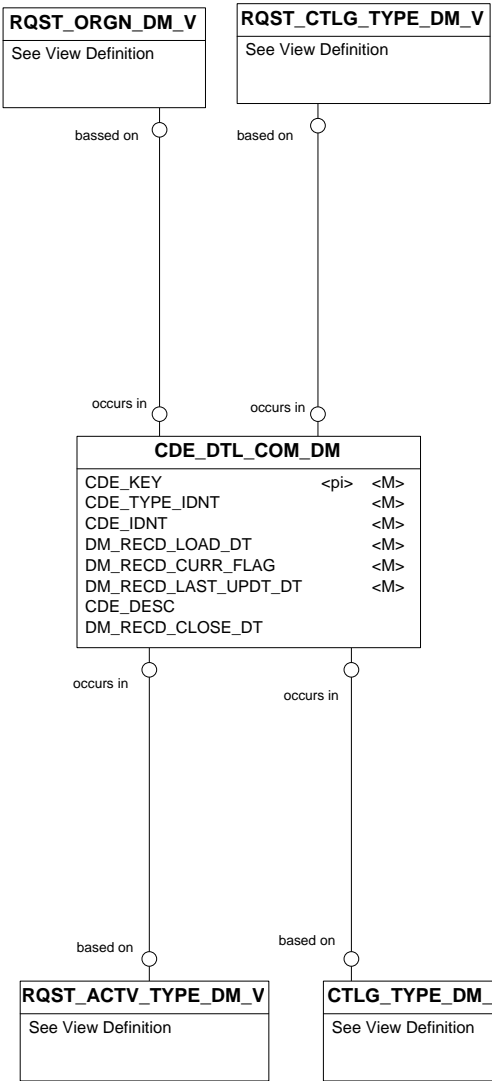 RQST_ORGN_DM_V
See View Definition
RQST_CTLG_TYPE_DM_V
See View Definition
bassed on
based on
occurs in
occurs in
CDE_DTL_COM_DM
CDE_KEY <pi> <M>
CDE_TYPE_IDNT <M>
CDE_IDNT <M>
DM_RECD_LOAD_DT <M>
DM_RECD_CURR_FLAG <M>
DM_RECD_LAST_UPDT_DT <M>
CDE_DESC
DM_RECD_CLOSE_DT
occurs in
occurs in
based on
based on
RQST_ACTV_TYPE_DM_V
See View Definition
CTLG_TYPE_DM_
See View Definition